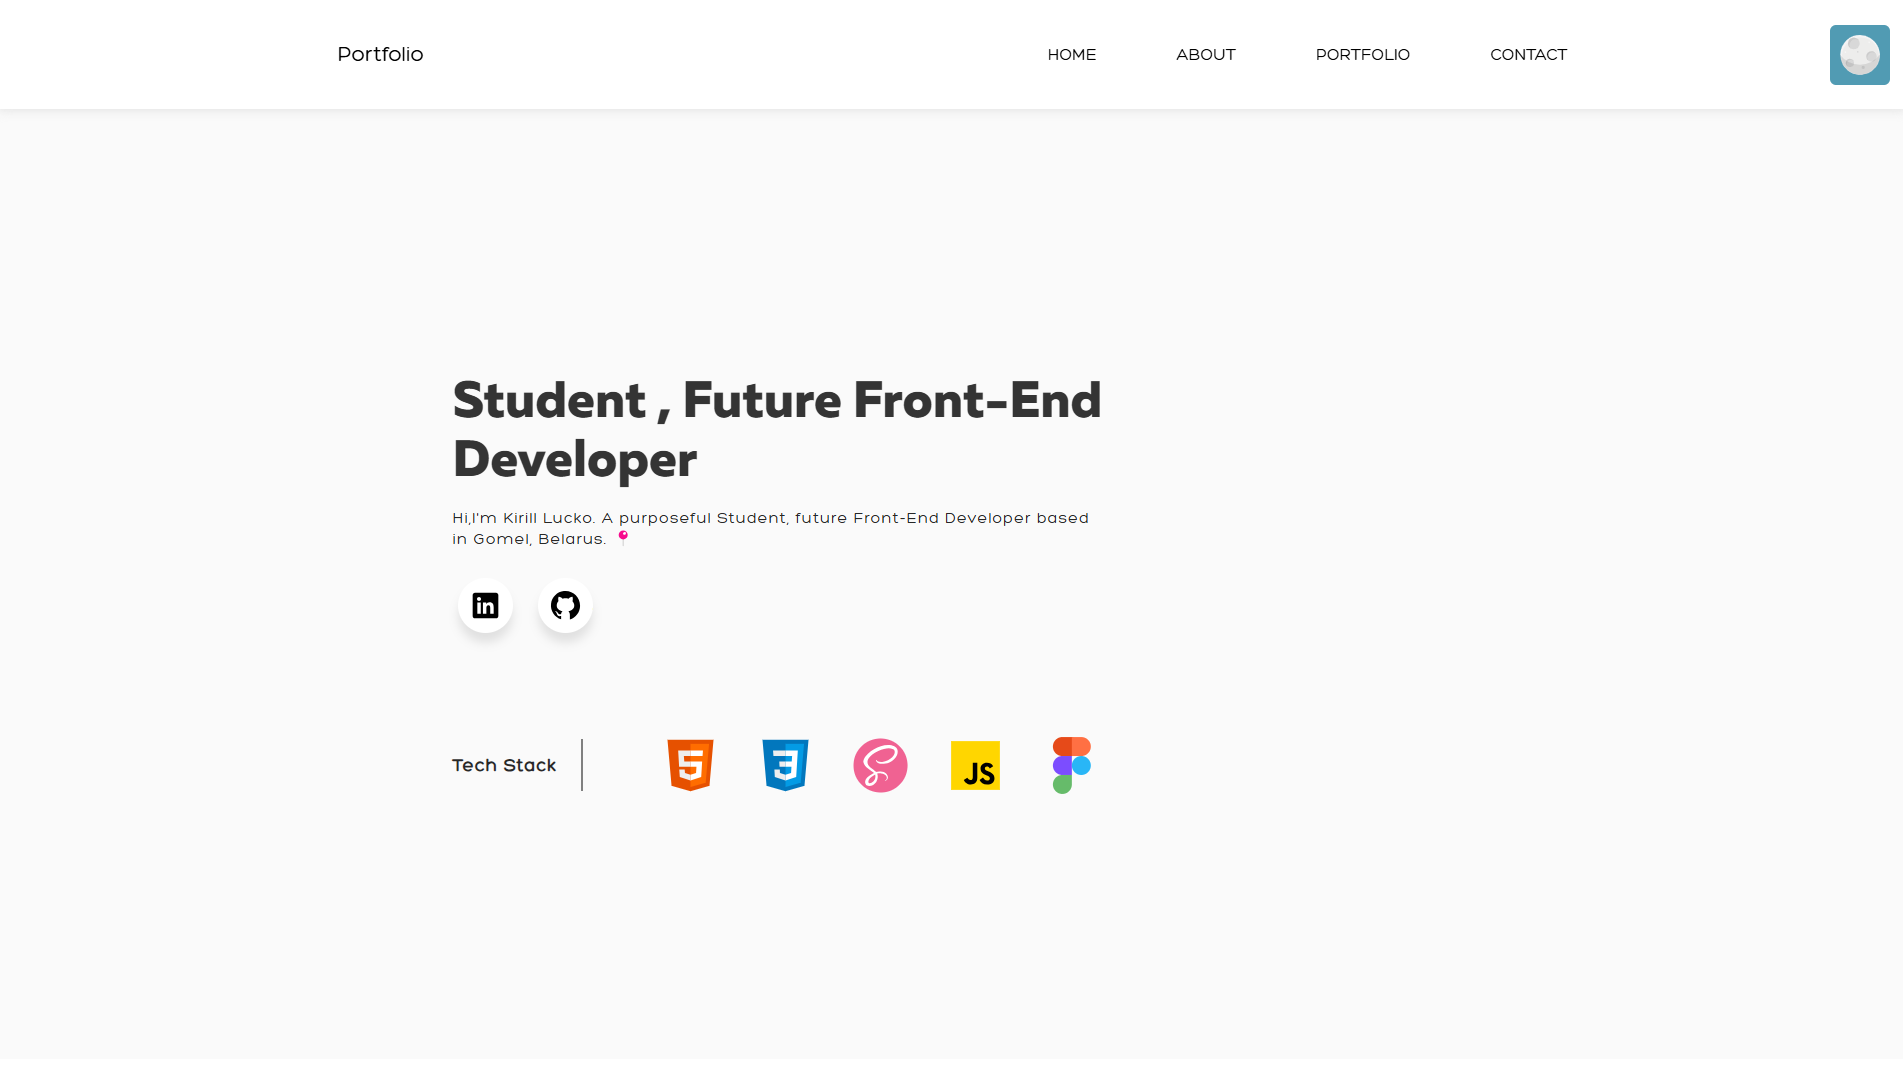 Portfolio
HOME ABOUT PORTFOLIO CONTACT
Student , Future Front-End
Developer
Hi,I'm Kirill Lucko. A purposeful Student, future Front-End Developer based
in Gomel, Belarus.
in
Tech Stack
5 3 S JS